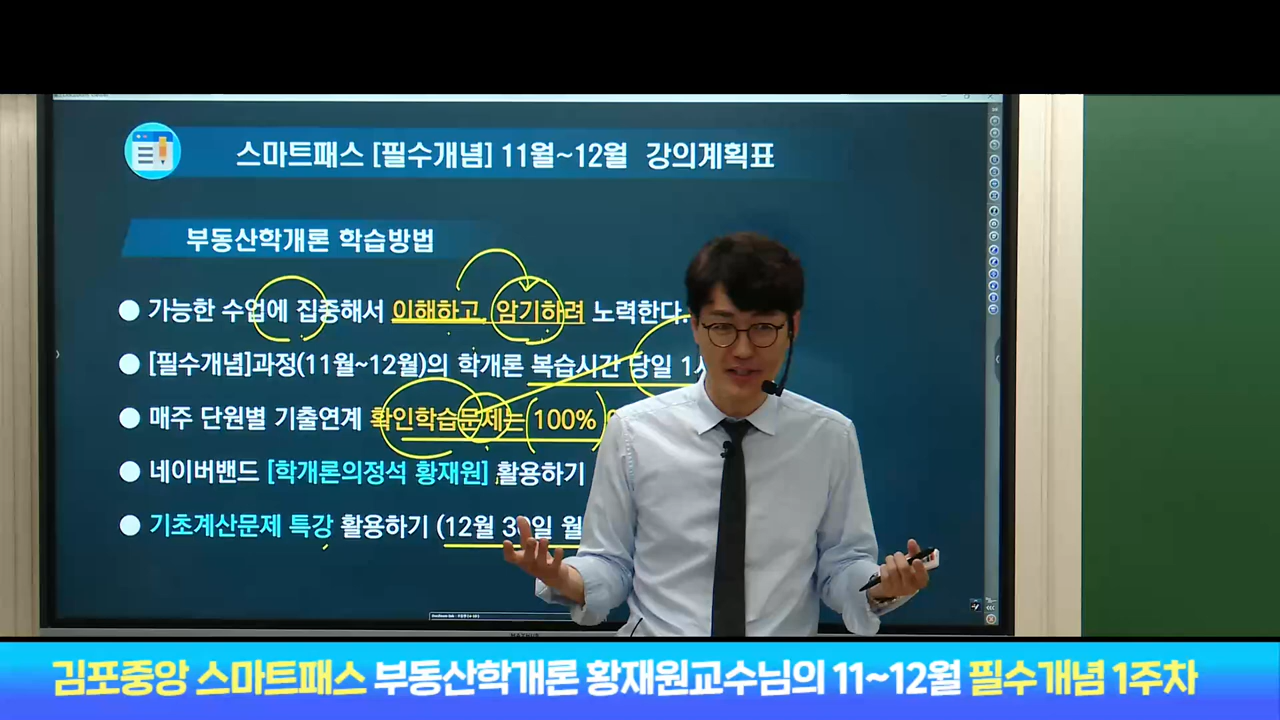 스마트패스 [필수개념] 11월~12월 강의계획표
부동산학개론 학습방법
● 가능한 수업에 집중해서 이해하고, 암기하려 노력한다.
● [필수개념]과정(11월~12월)의 학개론 복습시간 당일 1
● 매주 단원별 기출연계 확인학습문제는 (100%)
● 네이버밴드 [학개론의정석 황재원] 활용하기
● 기초계산문제 특강 활용하기 (12월 30일 월
김포중앙 스마트패스 부동산학개론 황재원교수님의 11~12월 필수개념 1주차